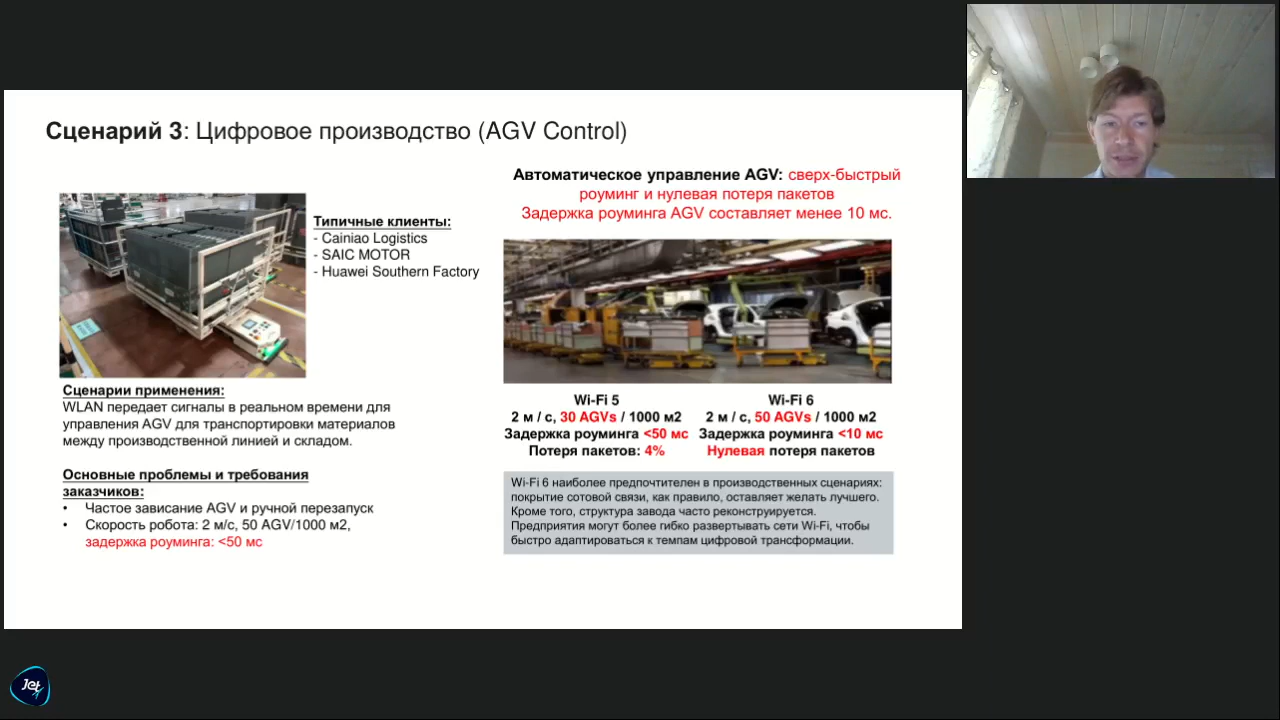 Сценарий 3: Цифровое производство (AGV Control)
Типичные клиенты:
- Cainiao Logistics
- SAIC MOTOR
- Huawei Southern Factory
Сценарии применения:
WLAN передает сигналы в реальном времени для
управления AGV для транспортировки материалов
между производственной линией и складом.
Основные проблемы и требования
заказчиков:
• Частое зависание AGV и ручной перезапуск
• Скорость робота: 2 м/с, 50 AGV/1000 м2,
задержка роуминга: <50 мс
Автоматическое управление AGV: сверх-быстрый
роуминг и нулевая потеря пакетов
Задержка роуминга AGV составляет менее 10 мс.
Wi-Fi 5
2 м / с, 30 AGVs / 1000 м2
Задержка роуминга <50 мс
Потеря пакетов: 4%
Wi-Fi 6
2 м / с, 50 AGVs / 1000 м2
Задержка роуминга <10 мс
Нулевая потеря пакетов
Wi-Fi 6 наиболее предпочтителен в производственных сценариях:
покрытие сотовой связи, как правило, оставляет желать лучшего.
Кроме того, структура завода часто реконструируется.
Предприятия могут более гибко развертывать сети Wi-Fi, чтобы
быстро адаптироваться к темпам цифровой трансформации.
Jet